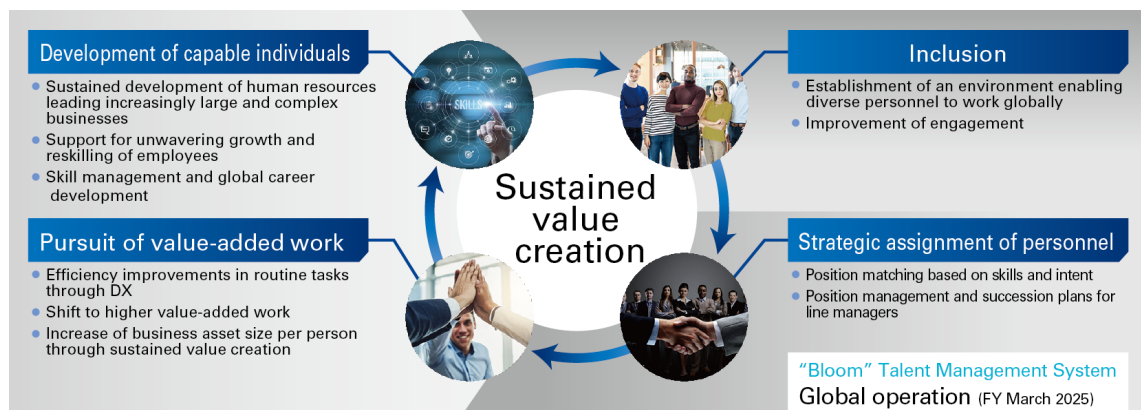 Development of capable individuals
● Sustained development of human resources
leading increasingly large and complex
businesses
● Support for unwavering growth and
reskilling of employees
● Skill management and global career
development
SKILLS
Inclusion
● Establishment of an environment enabling
diverse personnel to work globally
● Improvement of engagement
Sustained
value
creation
Pursuit of value-added work
● Efficiency improvements in routine tasks
through DX
● Shift to higher value-added work
● Increase of business asset size per person
through sustained value creation
Strategic assignment of personnel
● Position matching based on skills and intent
● Position management and succession plans for
line managers
“Bloom” Talent Management System
Global operation (FY March 2025)